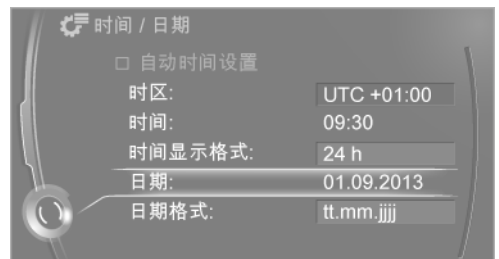 时间 / 日期
自动时间设置
时区: UTC +01:00
时间: 09:30
时间显示格式: 24 h
日期: 01.09.2013
日期格式: tt.mm.jjjj